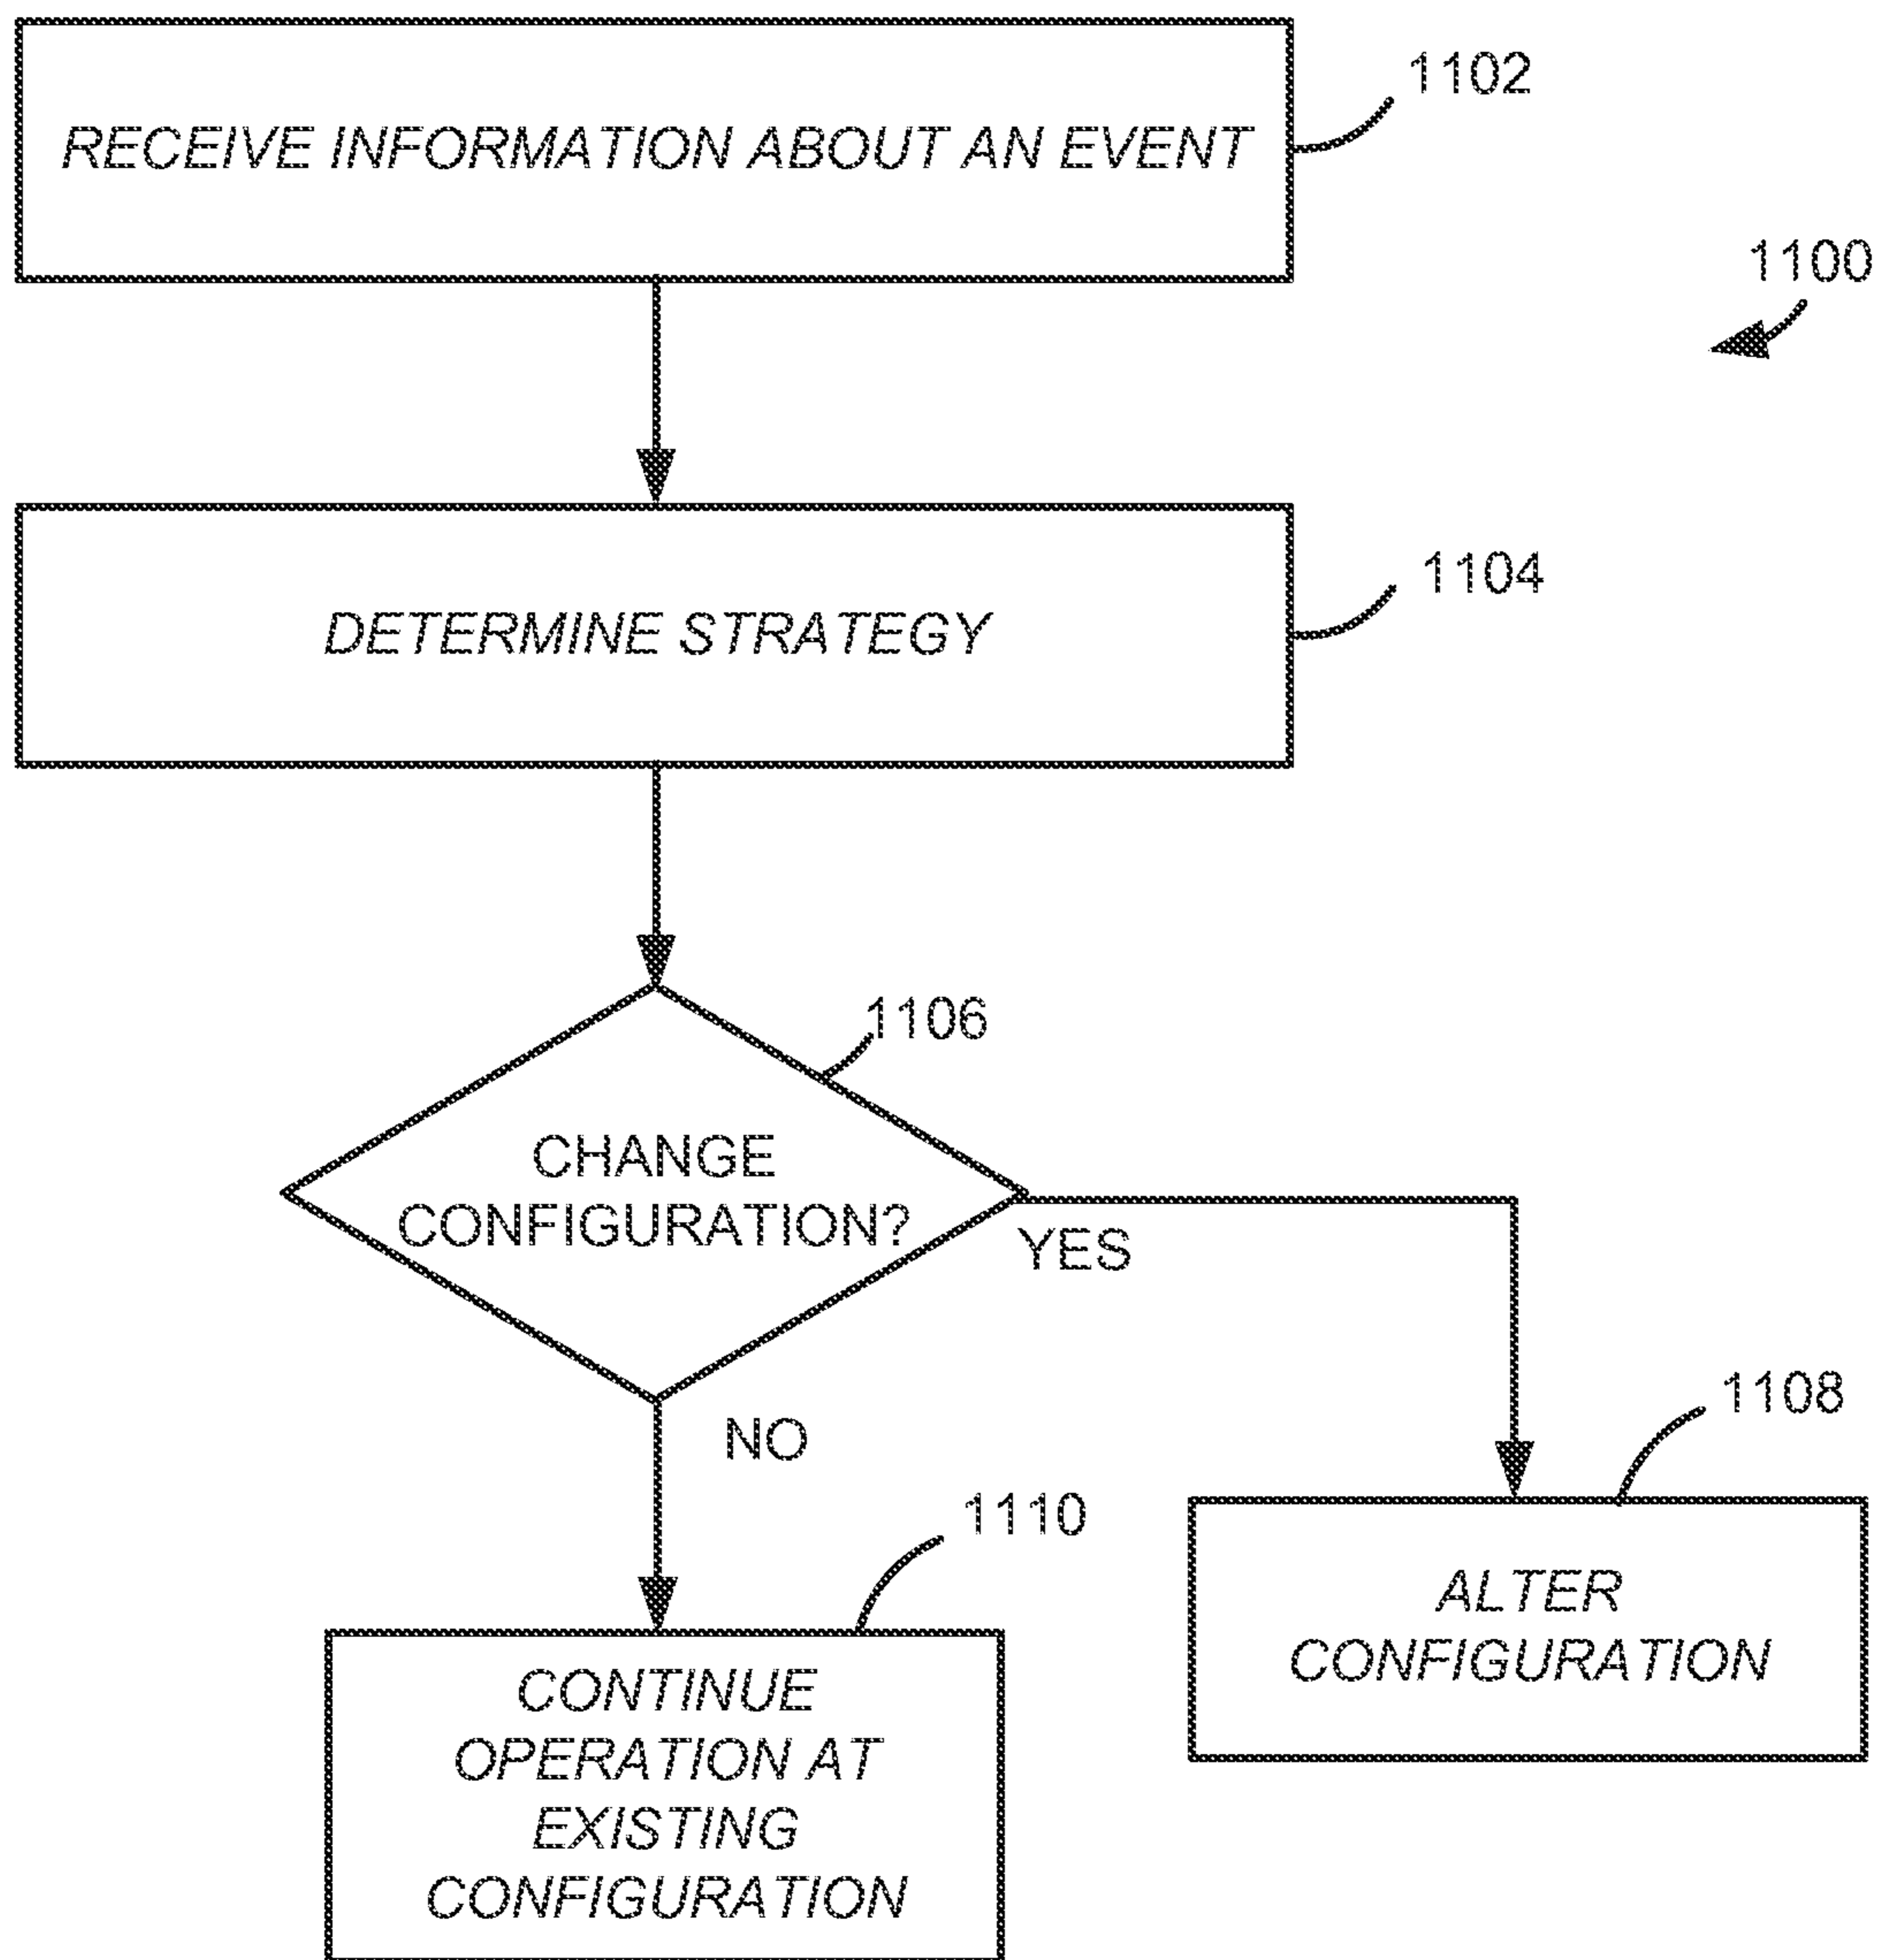 1102
RECEIVE INFORMATION ABOUT AN EVENT
1100
1104
DETERMINE STRATEGY
1106
CHANGE
CONFIGURATION?
YES
NO
1108
ALTER
CONFIGURATION
1110
CONTINUE
OPERATION AT
EXISTING
CONFIGURATION